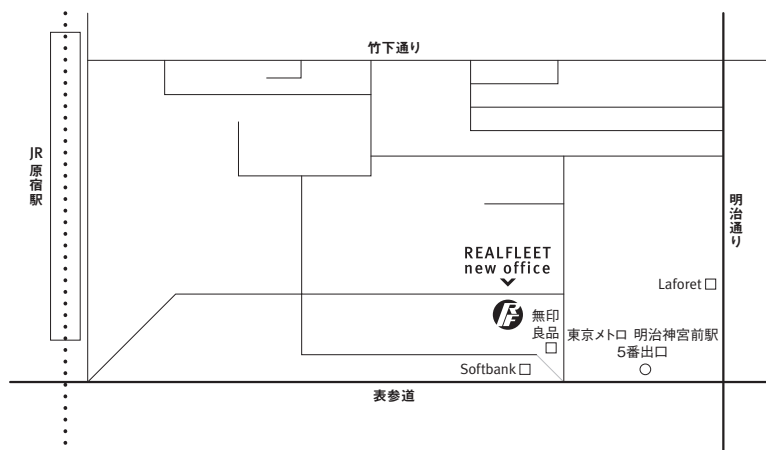 竹下通り
JR
原宿駅
明治通り
REALFLEET
new office
Laforet
RF
無印
良品
東京メトロ 明治神宮前駅
5番出口
Softbank
表参道